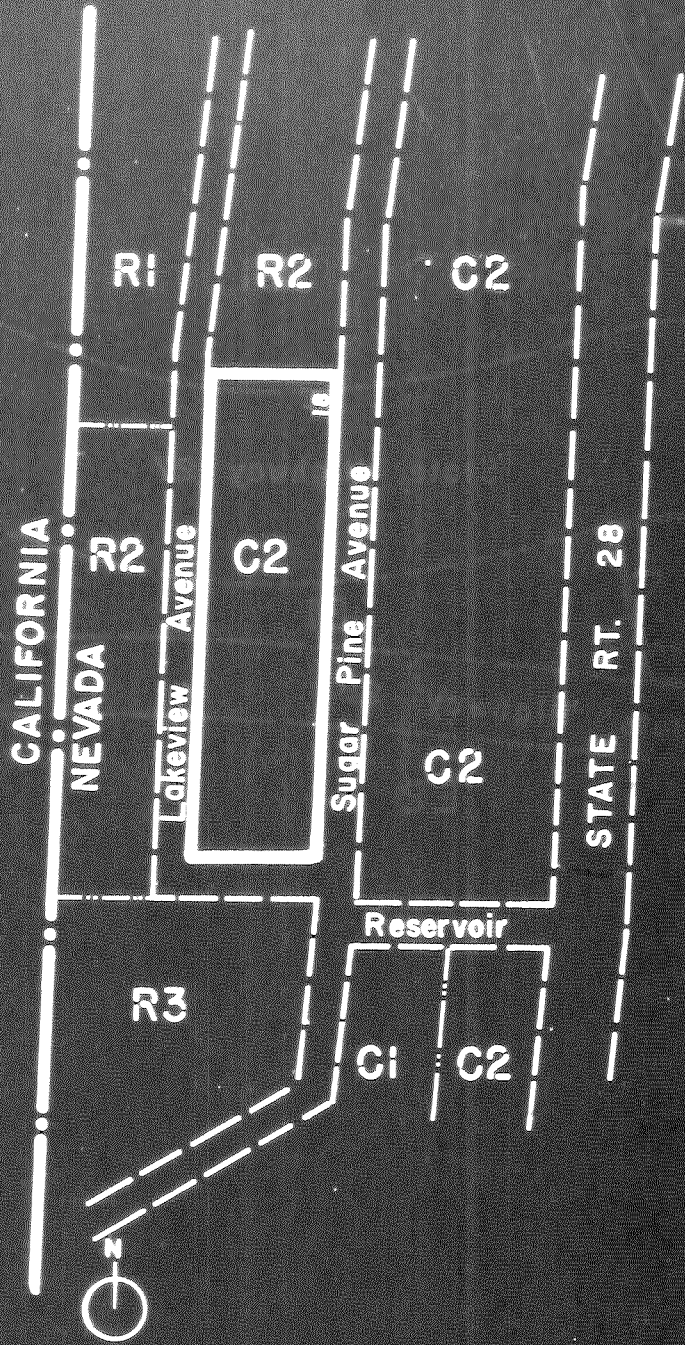 R1
R2
C2
19
CALIFORNIA
NEVADA
R2
Lakeview Avenue
C2
Sugar Pine Avenue
C2
STATE RT. 28
Reservoir
R3
C1
C2
N